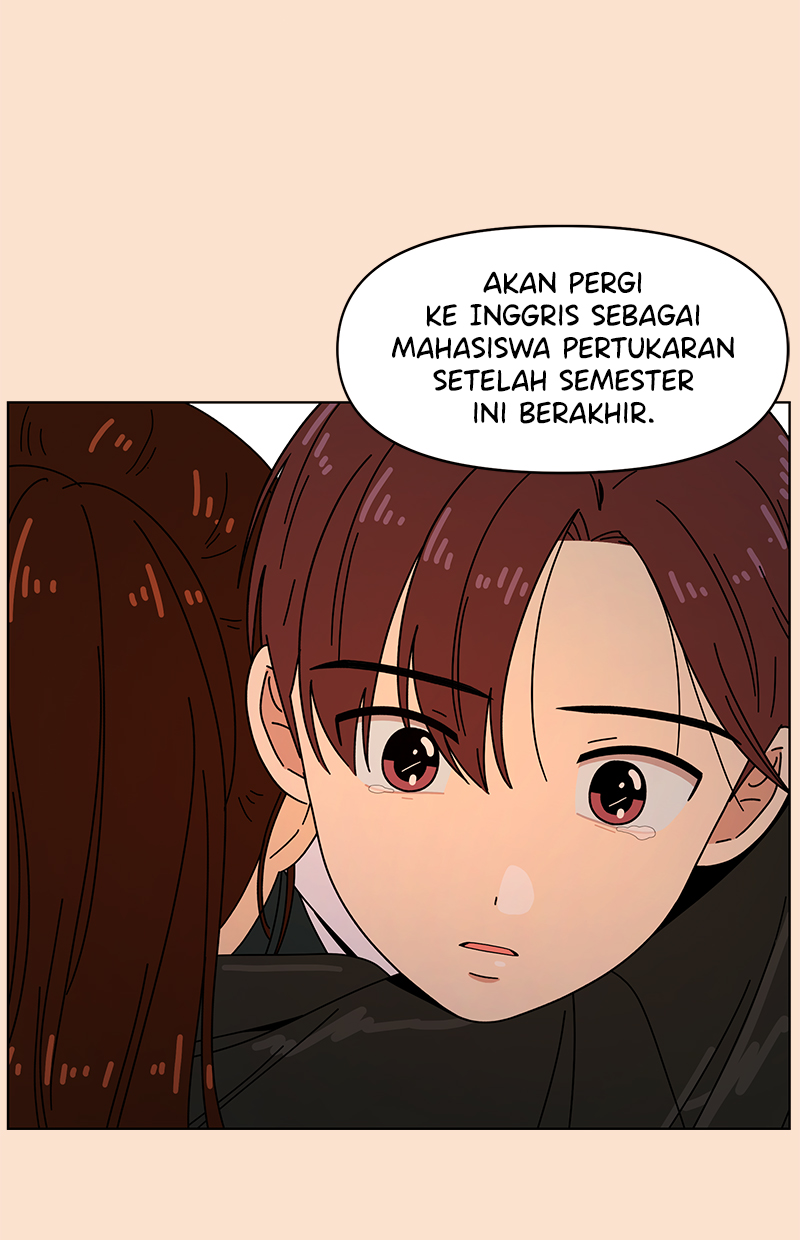 AKAN PERGI
KE INGGRIS SEBAGAI
MAHASISWA PERTUKARAN
SETELAH SEMESTER
INI BERAKHIR.